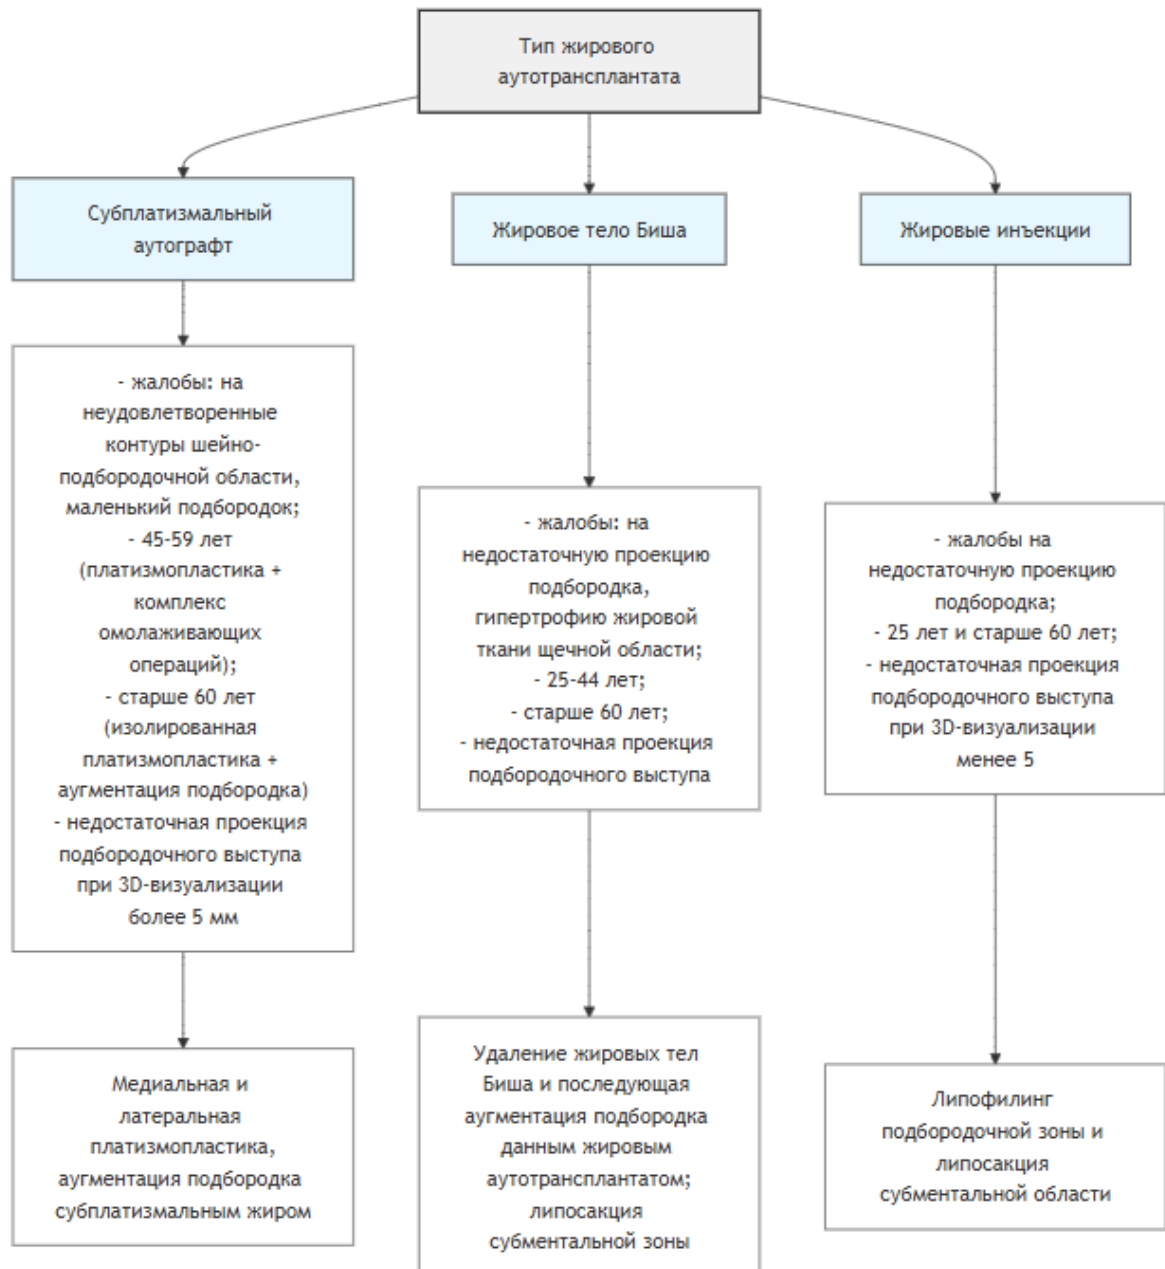 Тип жирового
аутотрансплантата
Субплатизмальный
аутографт
Жировое тело Биша
Жировые инъекции
- жалобы: на
неудовлетворенные
контуры шейно-
подбородочной области,
маленький подбородок;
- 45-59 лет
(платизмопластика +
комплекс
омолаживающих
операций);
- старше 60 лет
(изолированная
платизмопластика +
аугментация подбородка)
- недостаточная проекция
подбородочного выступа
при 3D-визуализации
более 5 мм
- жалобы: на
недостаточную проекцию
подбородка,
гипертрофию жировой
ткани щечной области;
- 25-44 лет;
- старше 60 лет;
- недостаточная проекция
подбородочного выступа
- жалобы на
недостаточную проекцию
подбородка;
- 25 лет и старше 60 лет;
- недостаточная проекция
подбородочного выступа
при 3D-визуализации
менее 5
Медиальная и
латеральная
платизмопластика,
аугментация подбородка
субплатизмальным жиром
Удаление жировых тел
Биша и последующая
аугментация подбородка
данным жировым
аутотрансплантатом;
липосакция
субментальной зоны
Липофилинг
подбородочной зоны и
липосакция
субментальной области